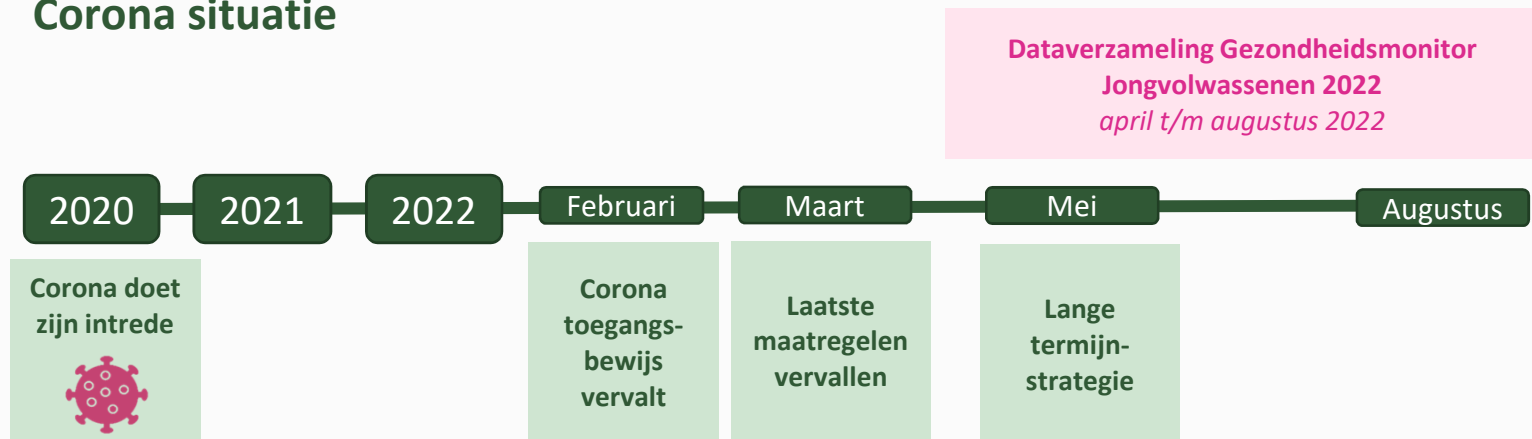 Corona situatie
Dataverzameling Gezondheidsmonitor
Jongvolwassenen 2022
april t/m augustus 2022
2020
2021
2022
Februari
Maart
Mei
Augustus
Corona doet
zijn intrede
Corona
toegangs-
bewijs
vervalt
Laatste
maatregelen
vervallen
Lange
termijn-
strategie